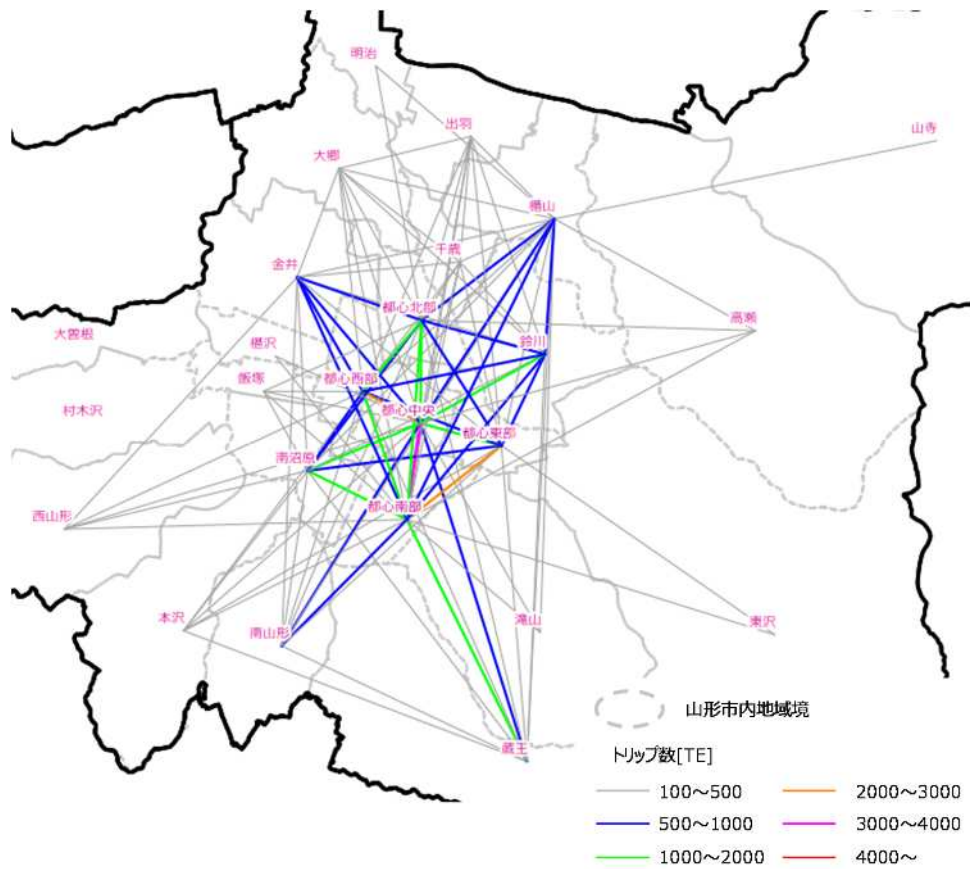 明治
出羽
山寺
大郷
楯山
千歳
金井
都心北部
高瀬
大曽根
椹沢
鈴川
都心西部
飯塚
村木沢
都心中央
都心東部
南沼原
都心南部
西山形
本沢
南山形
滝山
東沢
蔵王
山形市内地域境
トリップ数[TE]
100～500
2000～3000
500～1000
3000～4000
1000～2000
4000～